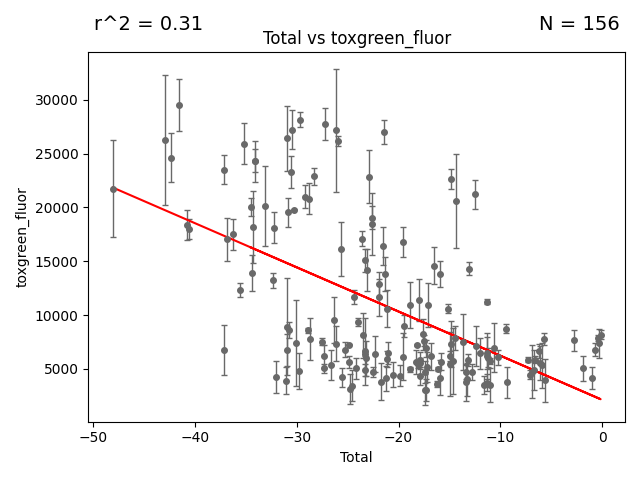 r^2 = 0.31
N = 156
Total vs toxgreen_fluor
30000
25000
20000
15000
10000
5000
toxgreen_fluor
−50
−40
−30
−20
−10
0
Total